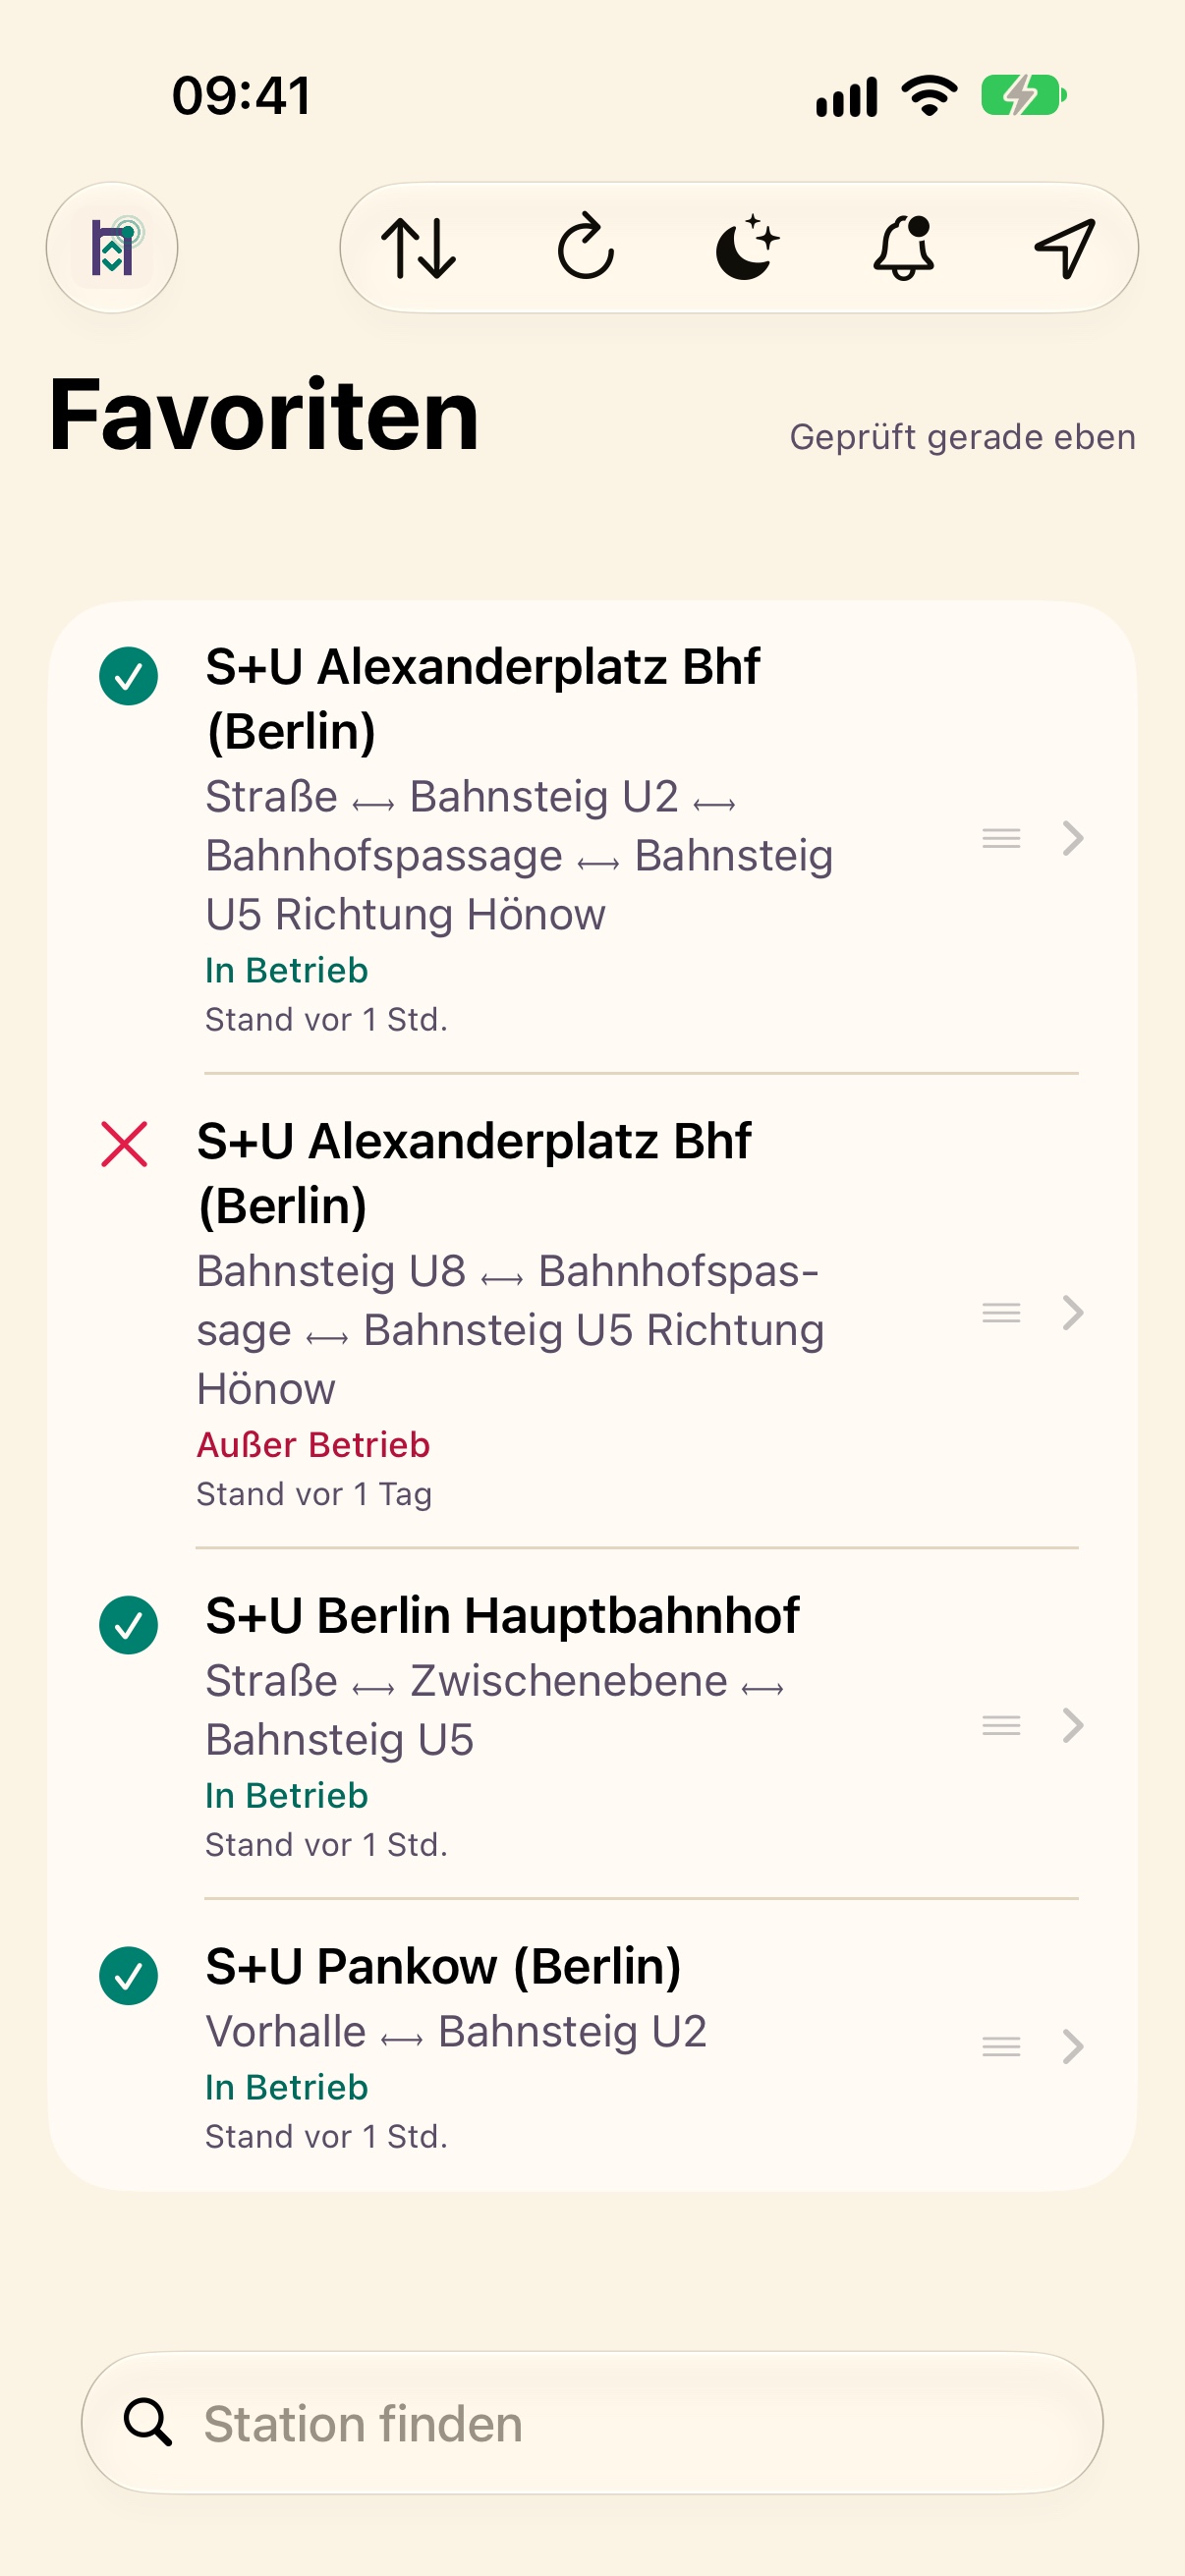 09:41
Favoriten
Geprüft gerade eben
S+U Alexanderplatz Bhf
(Berlin)
Straße ⟷ Bahnsteig U2 ⟷
Bahnhofspassage ⟷ Bahnsteig
U5 Richtung Hönow
In Betrieb
Stand vor 1 Std.
S+U Alexanderplatz Bhf
(Berlin)
Bahnsteig U8 ⟷ Bahnhofspas-
sage ⟷ Bahnsteig U5 Richtung
Hönow
Außer Betrieb
Stand vor 1 Tag
S+U Berlin Hauptbahnhof
Straße ⟷ Zwischenebene ⟷
Bahnsteig U5
In Betrieb
Stand vor 1 Std.
S+U Pankow (Berlin)
Vorhalle ⟷ Bahnsteig U2
In Betrieb
Stand vor 1 Std.
Station finden